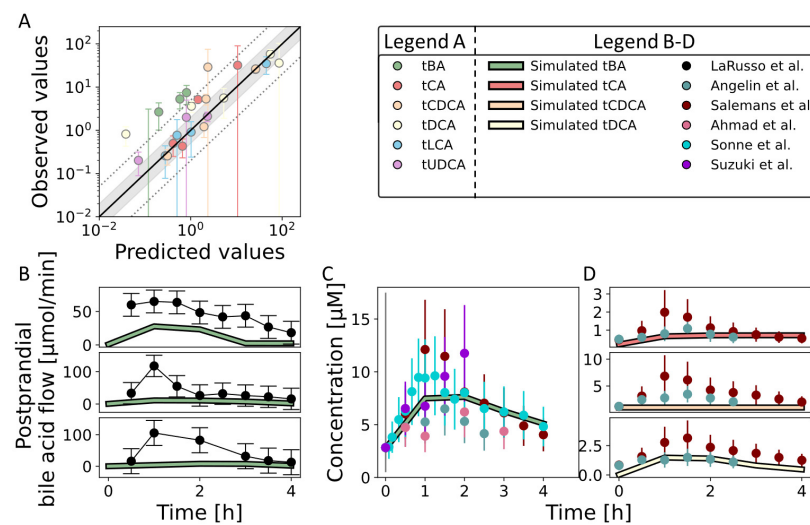 A
10²
10¹
10⁰
10⁻¹
10⁻²
10⁻²
10⁰
10²
Observed values
Predicted values
Legend A
Legend B-D
tBA
tCA
tCDCA
tDCA
tLCA
tUDCA
Simulated tBA
Simulated tCA
Simulated tCDCA
Simulated tDCA
LaRusso et al.
Angelin et al.
Salemans et al
Ahmad et al.
Sonne et al.
Suzuki et al.
B
Postprandial
bile acid flow [μmol/min]
50
0
100
0
100
0
0
2
4
Time [h]
C
Concentration [μM]
15
10
5
0
0
1
2
3
4
Time [h]
D
3
2
1
10
5
2.5
0.0
0
2
4